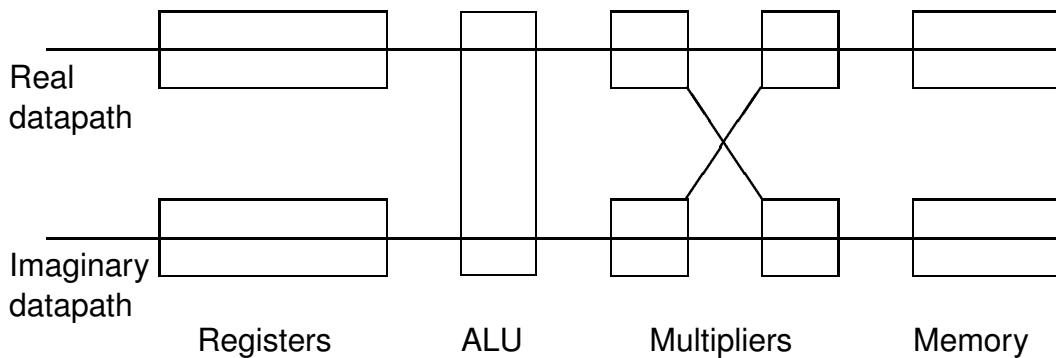 Real
datapath
Imaginary
datapath
Registers ALU Multipliers Memory